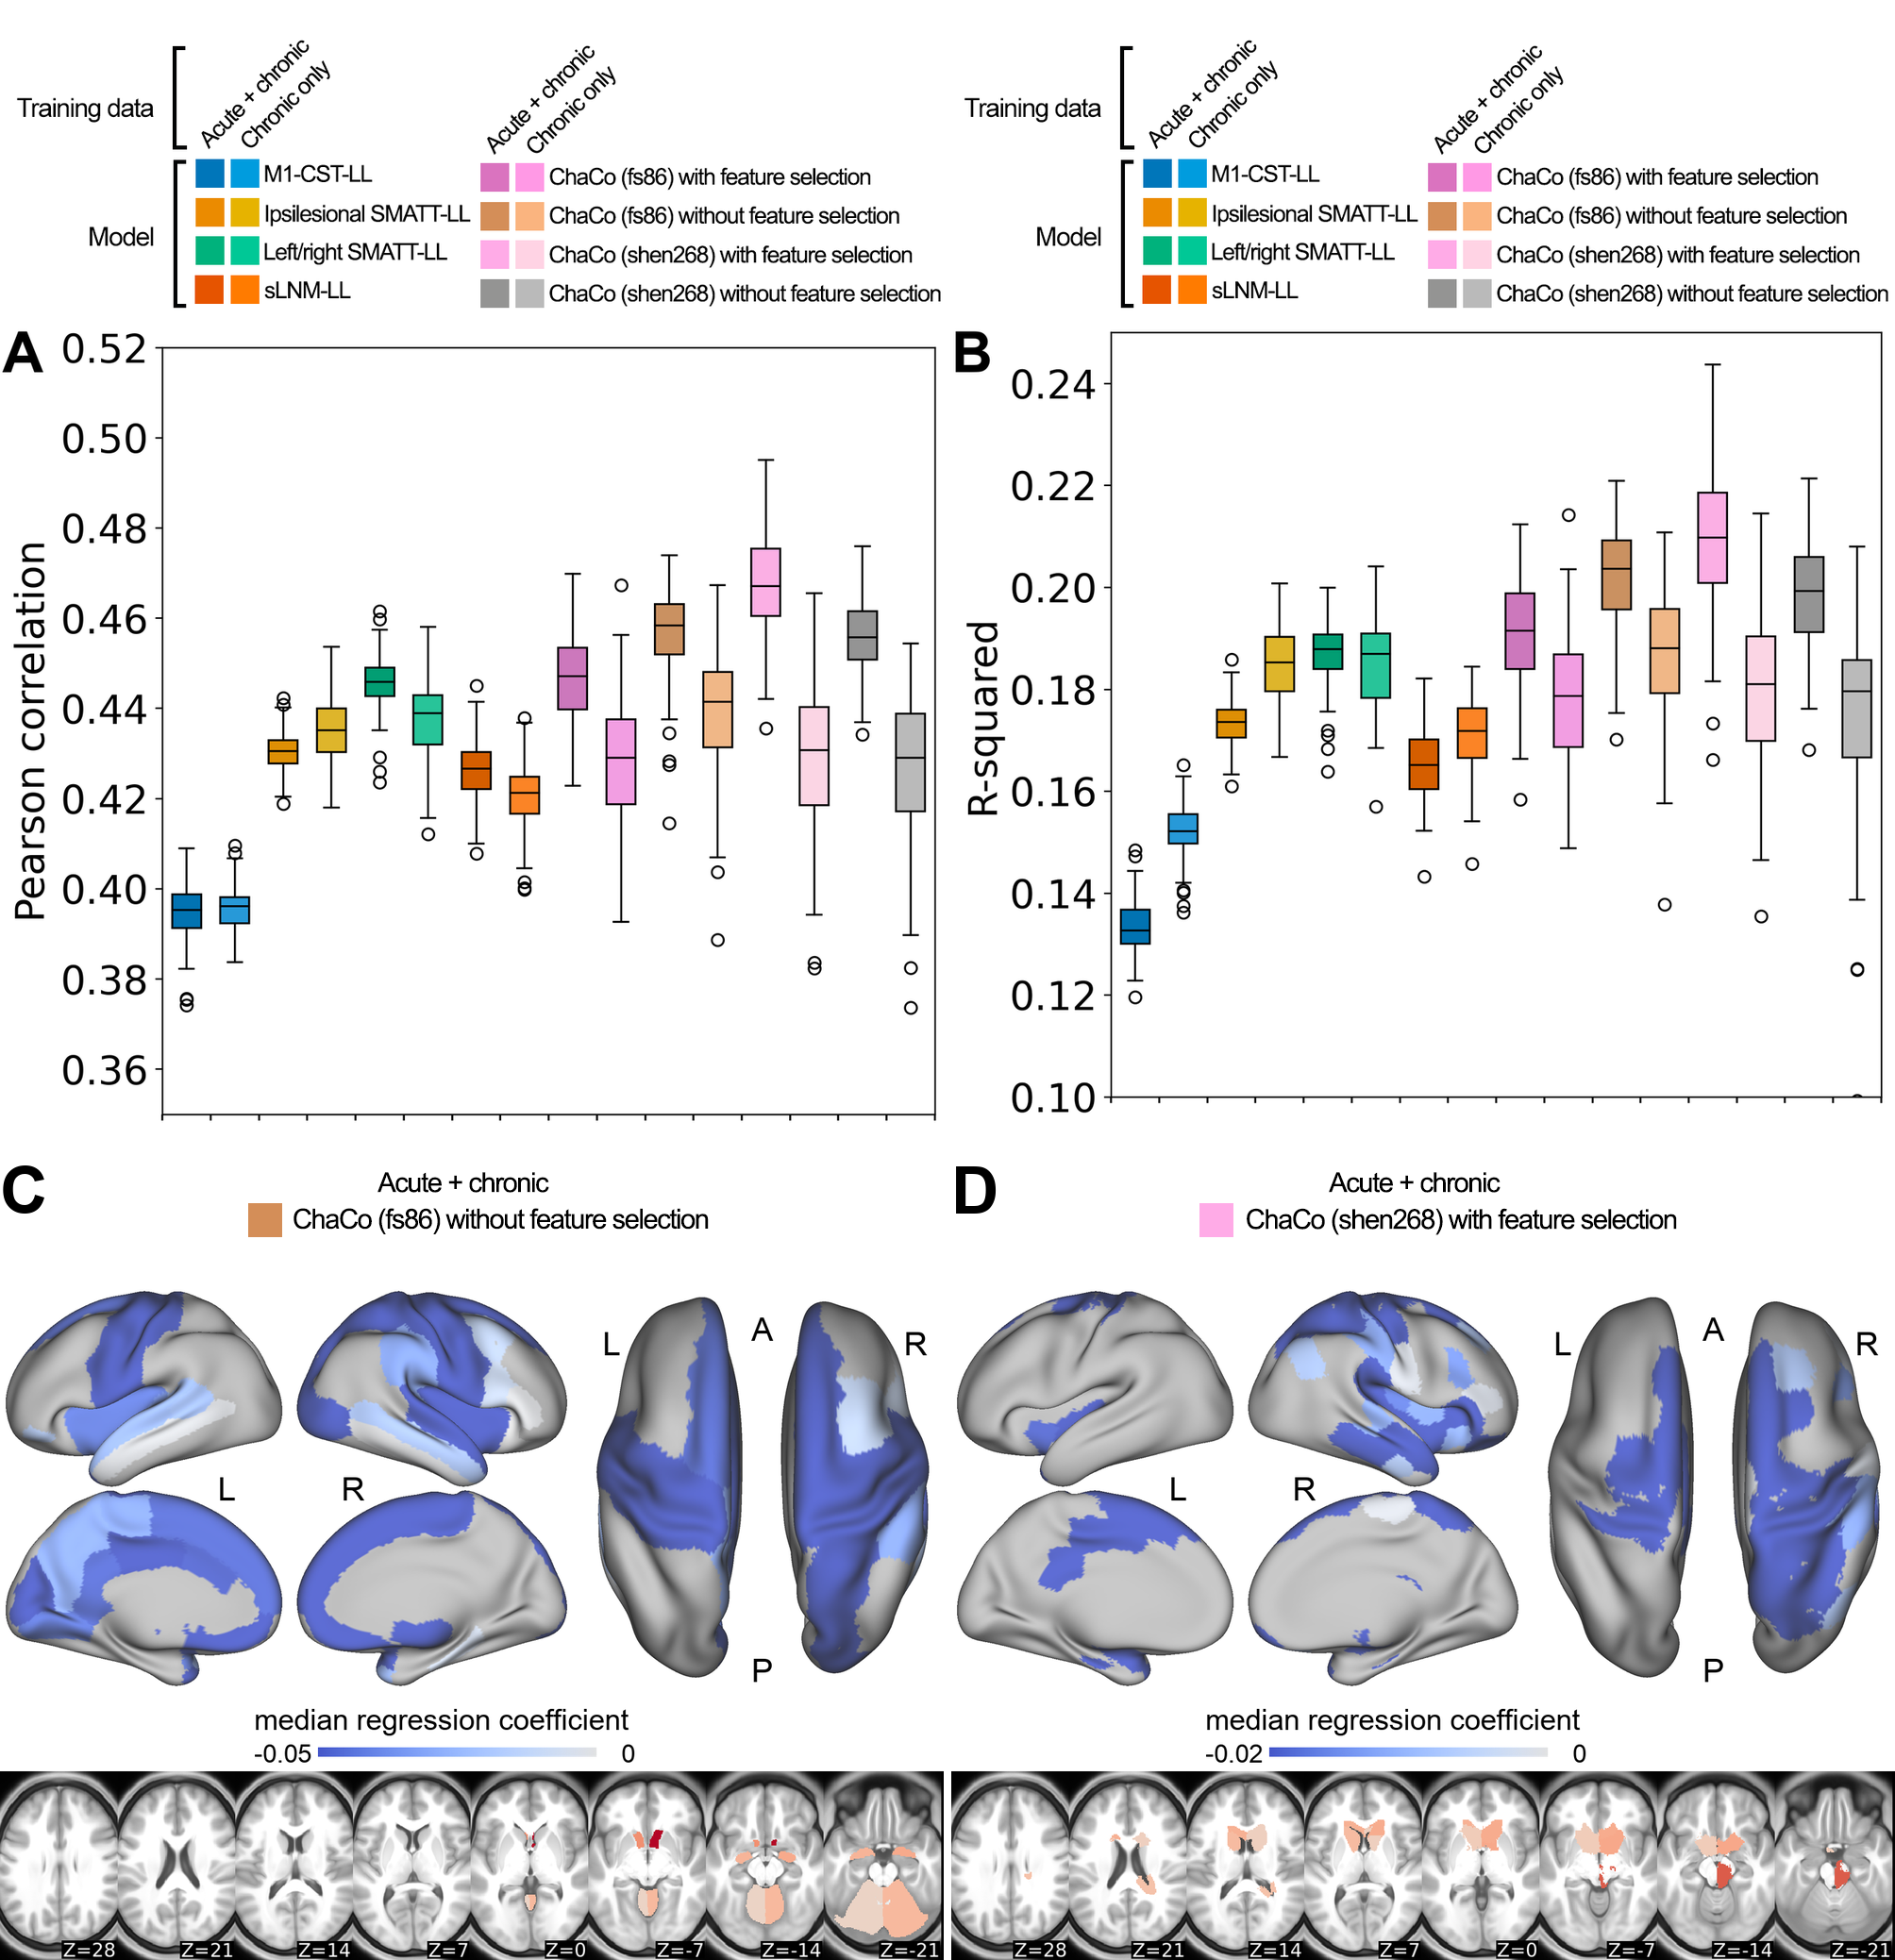 Training data
Acute + chronic
Chronic only
Acute + chronic
Chronic only
Model
M1-CST-LL
Ipsilesional SMATT-LL
Left/right SMATT-LL
sLNM-LL
ChaCo (fs86) with feature selection
ChaCo (fs86) without feature selection
ChaCo (shen268) with feature selection
ChaCo (shen268) without feature selection
Training data
Acute + chronic
Chronic only
Acute + chronic
Chronic only
Model
M1-CST-LL
Ipsilesional SMATT-LL
Left/right SMATT-LL
sLNM-LL
ChaCo (fs86) with feature selection
ChaCo (fs86) without feature selection
ChaCo (shen268) with feature selection
ChaCo (shen268) without feature selection
A
Pearson correlation
0.52
0.50
0.48
0.46
0.44
0.42
0.40
0.38
0.36
B
R-squared
0.24
0.22
0.20
0.18
0.16
0.14
0.12
0.10
C
Acute + chronic
ChaCo (fs86) without feature selection
L
A
R
L
R
P
median regression coefficient
-0.05
0
Z=28
Z=21
Z=14
Z=7
Z=0
Z=-7
Z=-14
Z=-21
D
Acute + chronic
ChaCo (shen268) with feature selection
L
A
R
L
R
P
median regression coefficient
-0.02
0
Z=28
Z=21
Z=14
Z=7
Z=0
Z=-7
Z=-14
Z=-21